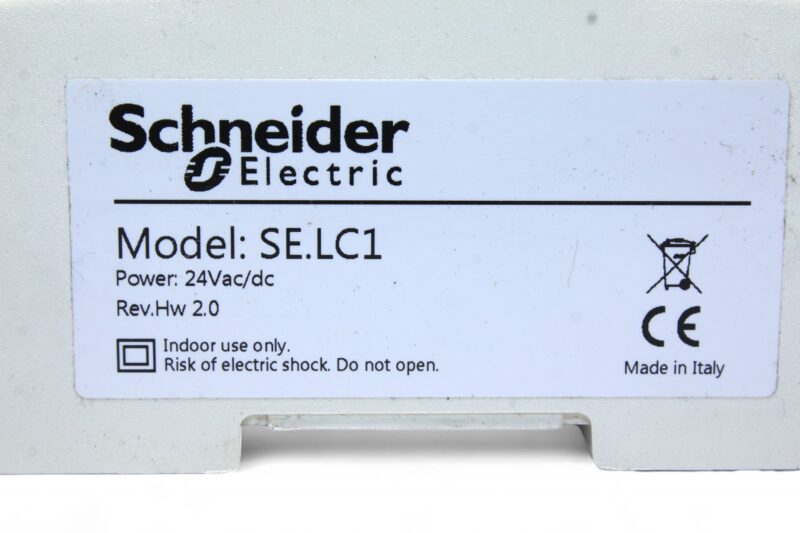 Schneider
Electric
Model: SE.LC1
Power: 24Vac/dc
Rev.Hw 2.0
Indoor use only.
Risk of electric shock. Do not open.
CE
Made in Italy